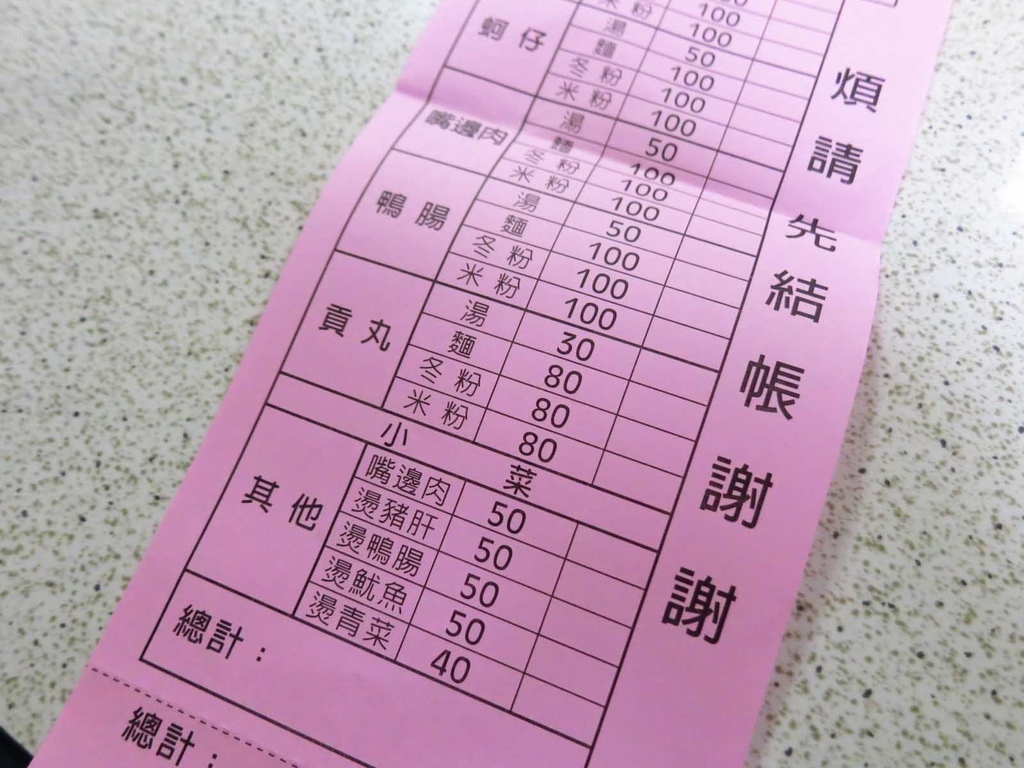 米粉 100
蚵仔 湯 50
麵 100
冬粉 100
米粉 100
嘴邊肉 湯 50
麵 100
冬粉 100
米粉 100
鴨腸 湯 50
麵 100
冬粉 100
米粉 100
貢丸 湯 30
麵 80
冬粉 80
米粉 80
小菜
其他 嘴邊肉 50
燙豬肝 50
燙鴨腸 50
燙魷魚 50
燙青菜 40
總計：
總計：
煩請先結帳謝謝